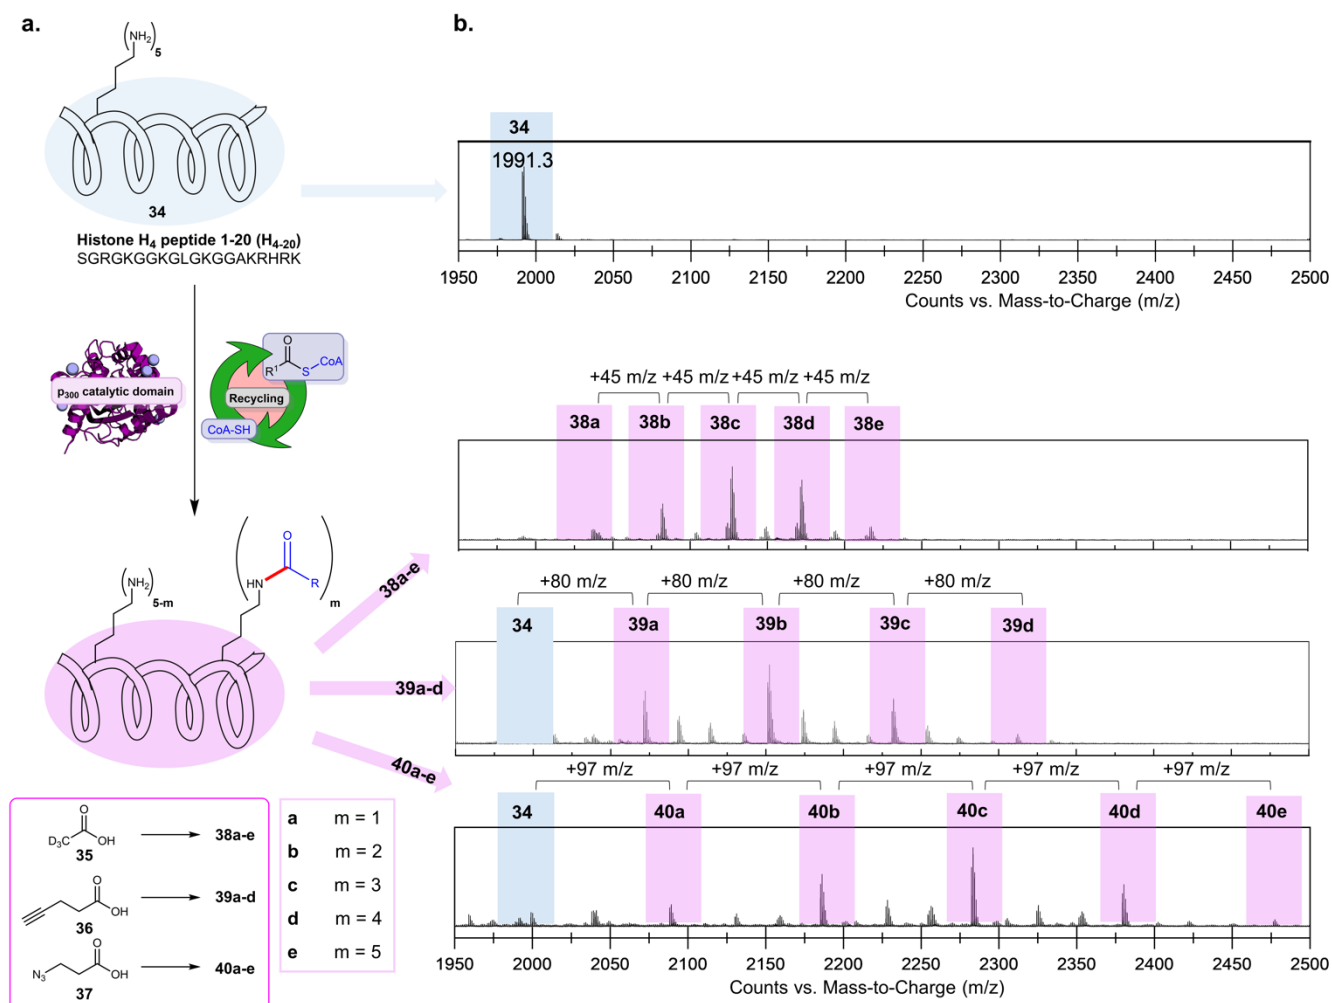 a.
(NH2)5
34
Histone H4 peptide 1-20 (H4-20)
SGRGKGGKGLGKGGAKRHRK
p300 catalytic domain
O
R1 S CoA
Recycling
CoA-SH
(NH2)5-m
O
HN R
m
38a-e
39a-d
40a-e
O
D3C OH
35
38a-e
O
OH
36
39a-d
O
N3 OH
37
40a-e
a m = 1
b m = 2
c m = 3
d m = 4
e m = 5
b.
34
1991.3
1950 2000 2050 2100 2150 2200 2250 2300 2350 2400 2450 2500
Counts vs. Mass-to-Charge (m/z)
+45 m/z +45 m/z +45 m/z +45 m/z
38a 38b 38c 38d 38e
+80 m/z +80 m/z +80 m/z +80 m/z
34 39a 39b 39c 39d
+97 m/z +97 m/z +97 m/z +97 m/z +97 m/z
34 40a 40b 40c 40d 40e
1950 2000 2050 2100 2150 2200 2250 2300 2350 2400 2450 2500
Counts vs. Mass-to-Charge (m/z)